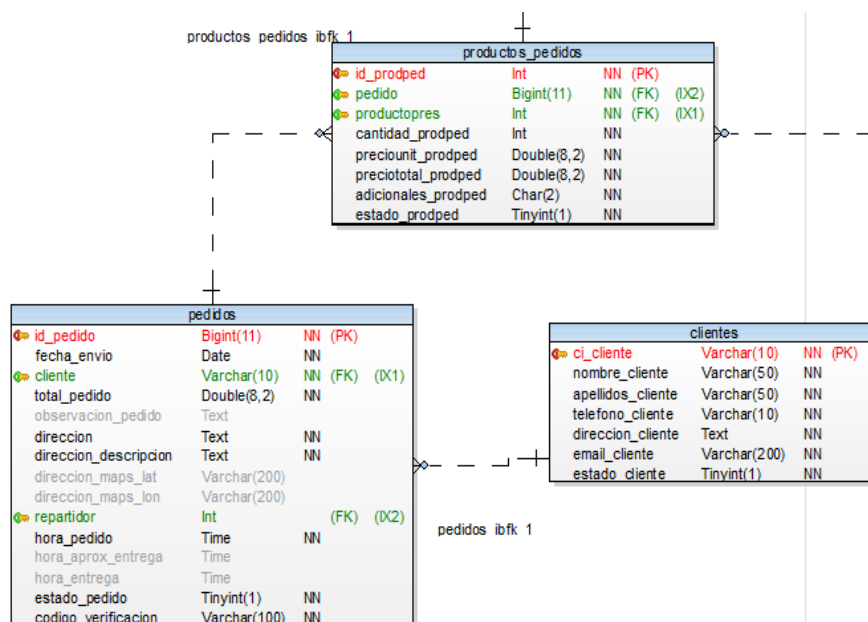 productos_pedidos_ibfk_1
productos_pedidos
id_prodped Int NN (PK)
pedido Bigint(11) NN (FK) (IX2)
productopres Int NN (FK) (IX1)
cantidad_prodped Int NN
preciounit_prodped Double(8,2) NN
preciototal_prodped Double(8,2) NN
adicionales_prodped Char(2) NN
estado_prodped Tinyint(1) NN
pedidos
id_pedido Bigint(11) NN (PK)
fecha_envio Date NN
cliente Varchar(10) NN (FK) (IX1)
total_pedido Double(8,2) NN
observacion_pedido Text
direccion Text NN
direccion_descripcion Text NN
direccion_maps_lat Varchar(200)
direccion_maps_lon Varchar(200)
repartidor Int (FK) (IX2)
hora_pedido Time NN
hora_aprox_entrega Time
hora_entrega Time
estado_pedido Tinyint(1) NN
codigo_verificacion Varchar(100) NN
clientes
ci_cliente Varchar(10) NN (PK)
nombre_cliente Varchar(50) NN
apellidos_cliente Varchar(50) NN
telefono_cliente Varchar(10) NN
direccion_cliente Text NN
email_cliente Varchar(200) NN
estado_cliente Tinyint(1) NN
pedidos_ibfk_1